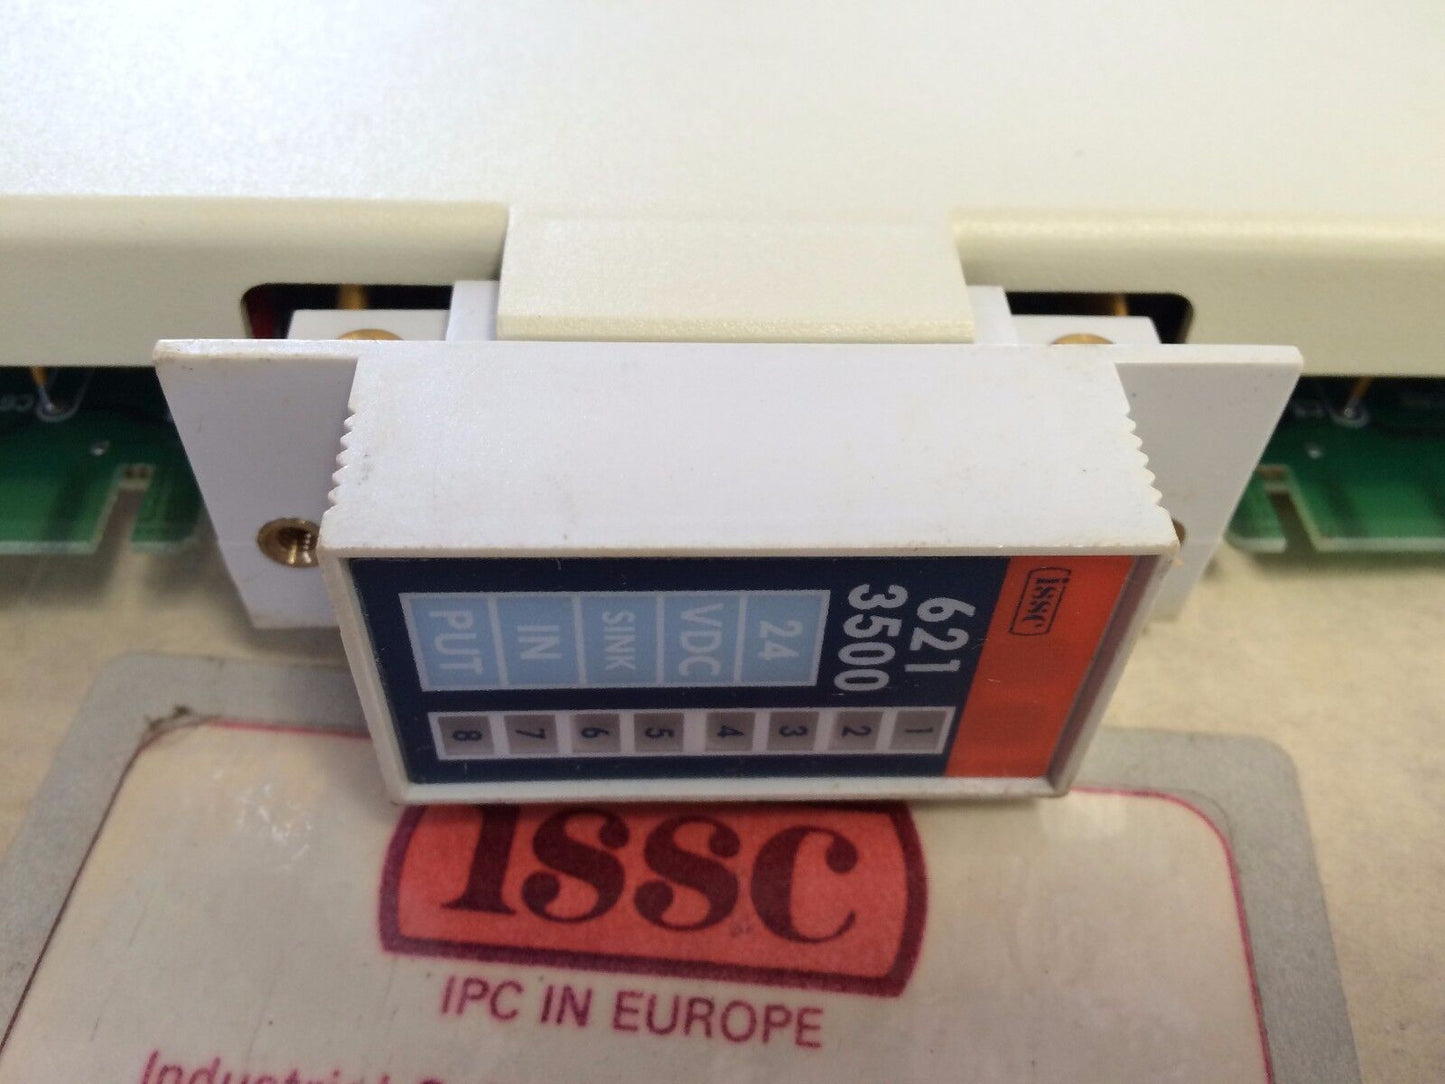 issc
621
3500
24
VDC
SINK
IN
PUT
1
2
3
4
5
6
7
8
issc
IPC IN EUROPE
Industrial